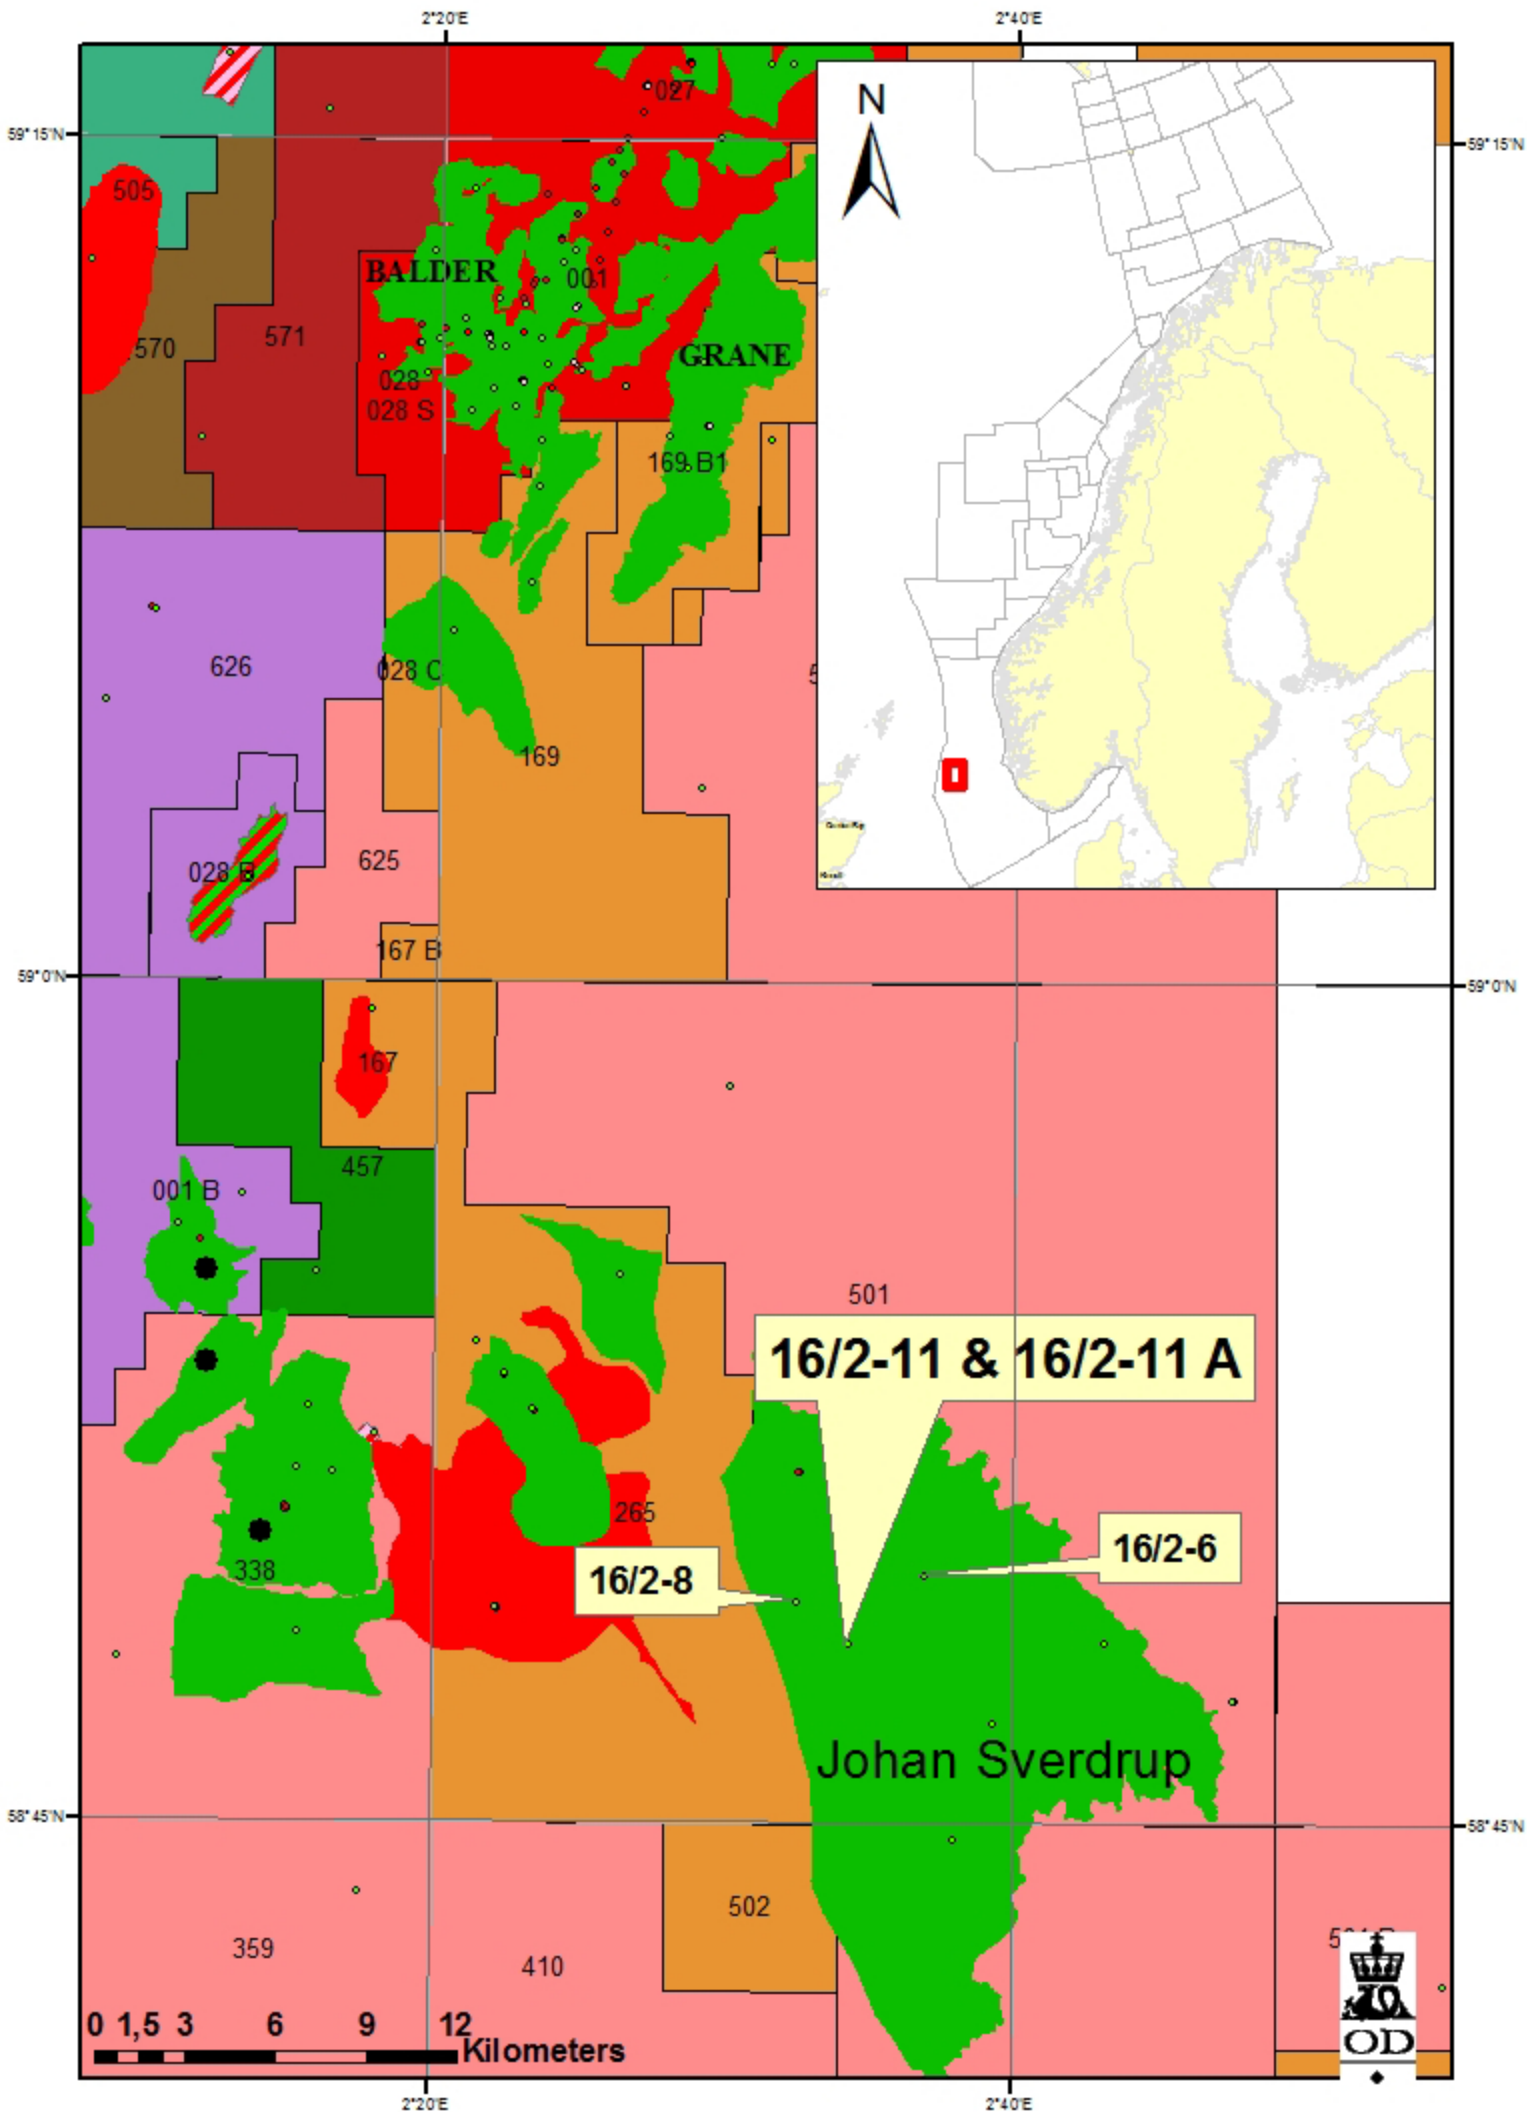 2°20'E
2°40'E
59°15'N
59°15'N
N
027
505
BALDER
001
570
571
GRANE
028
028 S
169 B1
626
028 C
169
028 B
625
167 B
59°0'N
59°0'N
167
457
001 B
501
16/2-11 & 16/2-11 A
265
16/2-6
338
16/2-8
Johan Sverdrup
58°45'N
58°45'N
502
359
410
0 1,5 3 6 9 12
Kilometers
OD
2°20'E
2°40'E